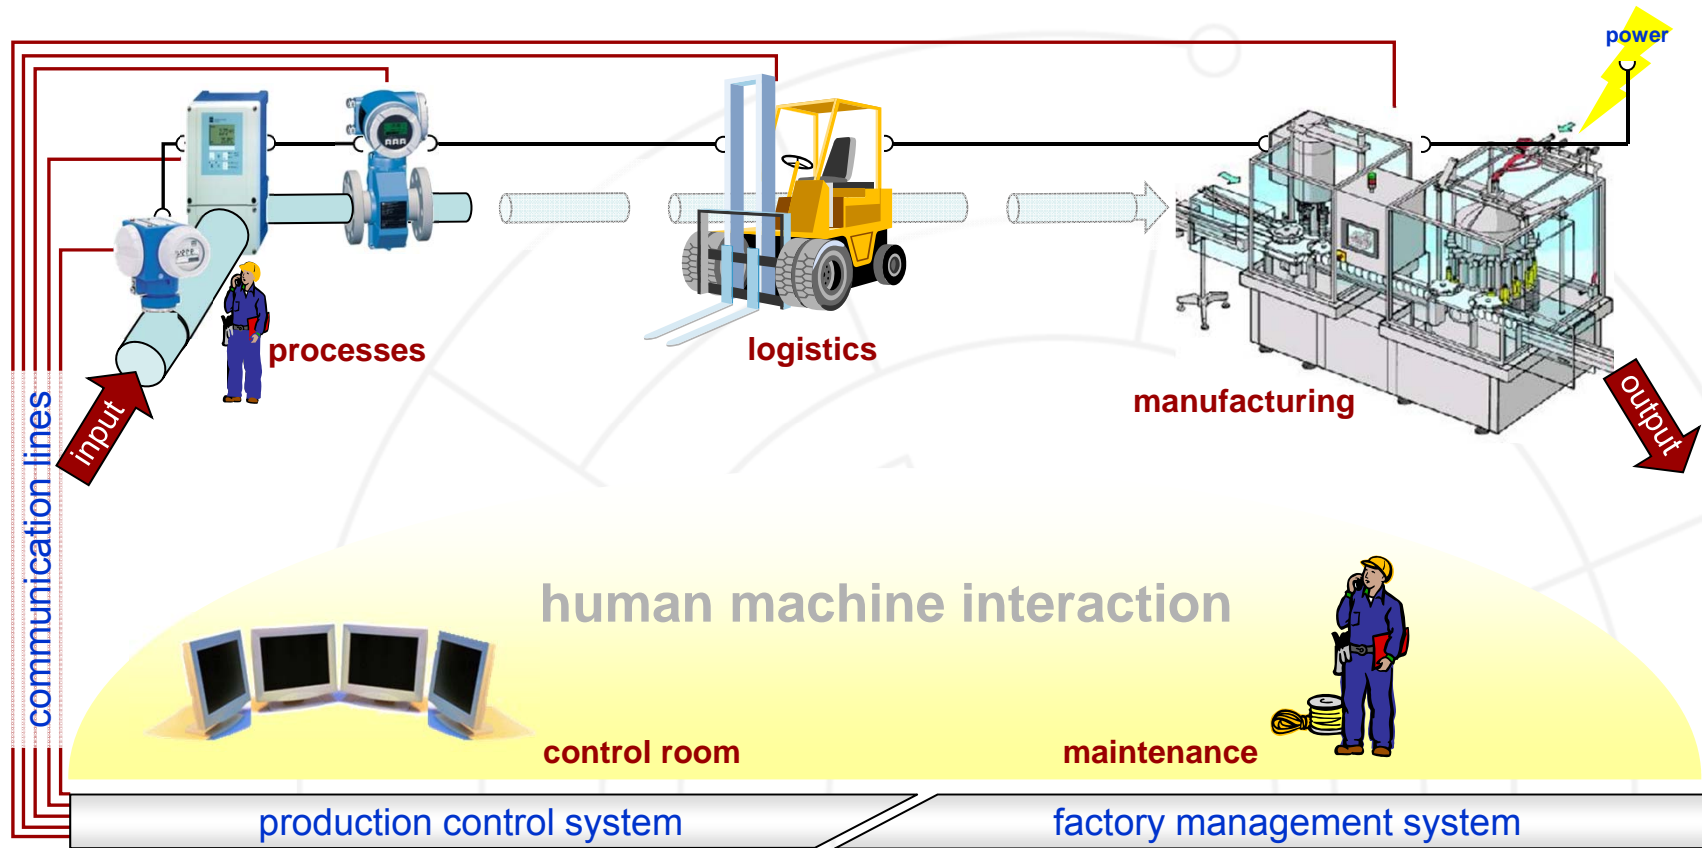 power
processes
logistics
manufacturing
input
output
communication lines
human machine interaction
control room
maintenance
production control system
factory management system